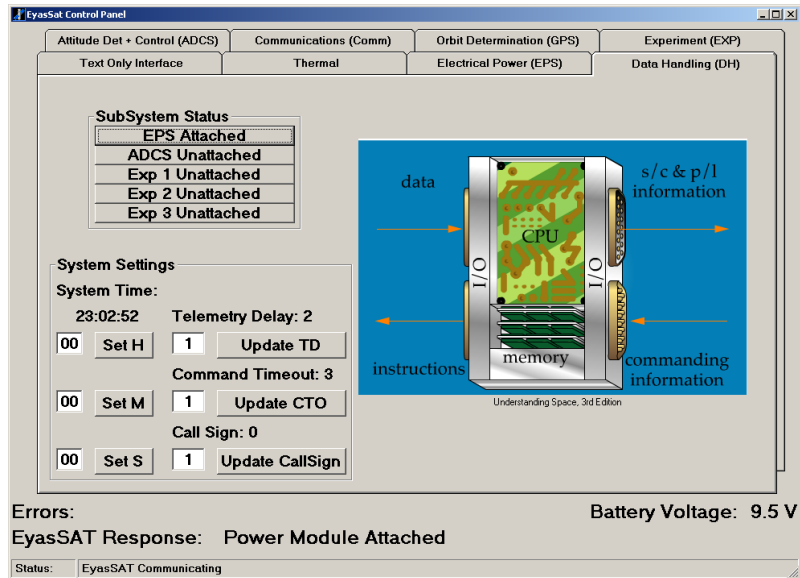 EyasSat Control Panel
Attitude Det + Control (ADCS) Communications (Comm) Orbit Determination (GPS) Experiment (EXP)
Text Only Interface Thermal Electrical Power (EPS) Data Handling (DH)
SubSystem Status
EPS Attached
ADCS Unattached
Exp 1 Unattached
Exp 2 Unattached
Exp 3 Unattached
System Settings
System Time:
23:02:52 Telemetry Delay: 2
00 Set H 1 Update TD
Command Timeout: 3
00 Set M 1 Update CTO
Call Sign: 0
00 Set S 1 Update CallSign
data
s/c & p/l
information
CPU
I/O
I/O
memory
instructions
commanding
information
Understanding Space, 3rd Edition
Errors:
Battery Voltage: 9.5 V
EyasSAT Response: Power Module Attached
Status: EyasSAT Communicating